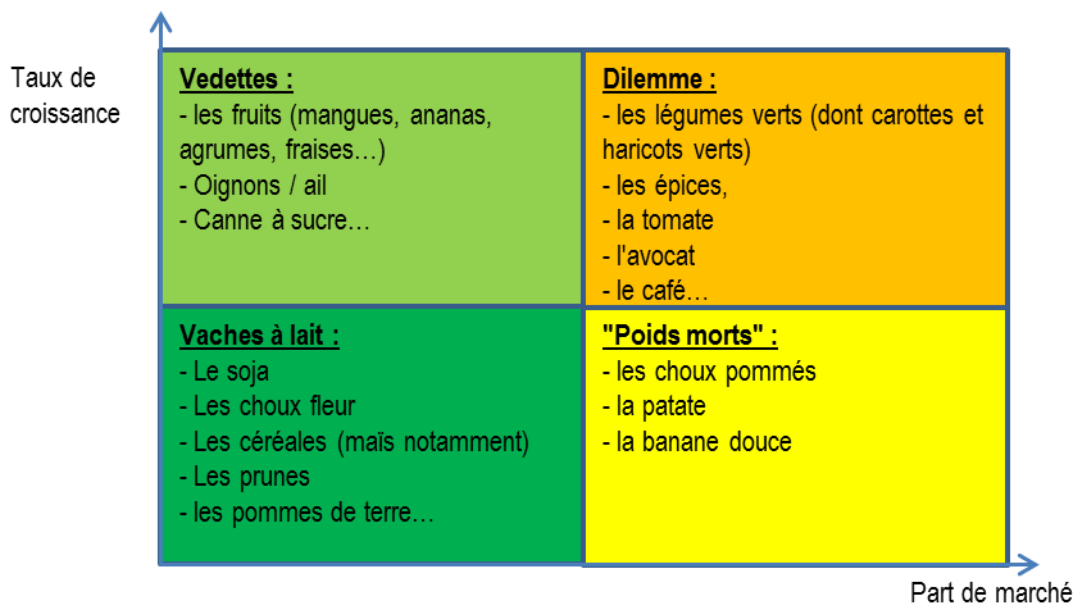 Taux de
croissance
Vedettes :
- les fruits (mangues, ananas,
agrumes, fraises…)
- Oignons / ail
- Canne à sucre…
Dilemme :
- les légumes verts (dont carottes et
haricots verts)
- les épices,
- la tomate
- l'avocat
- le café…
Vaches à lait :
- Le soja
- Les choux fleur
- Les céréales (maïs notamment)
- Les prunes
- les pommes de terre…
"Poids morts" :
- les choux pommés
- la patate
- la banane douce
Part de marché